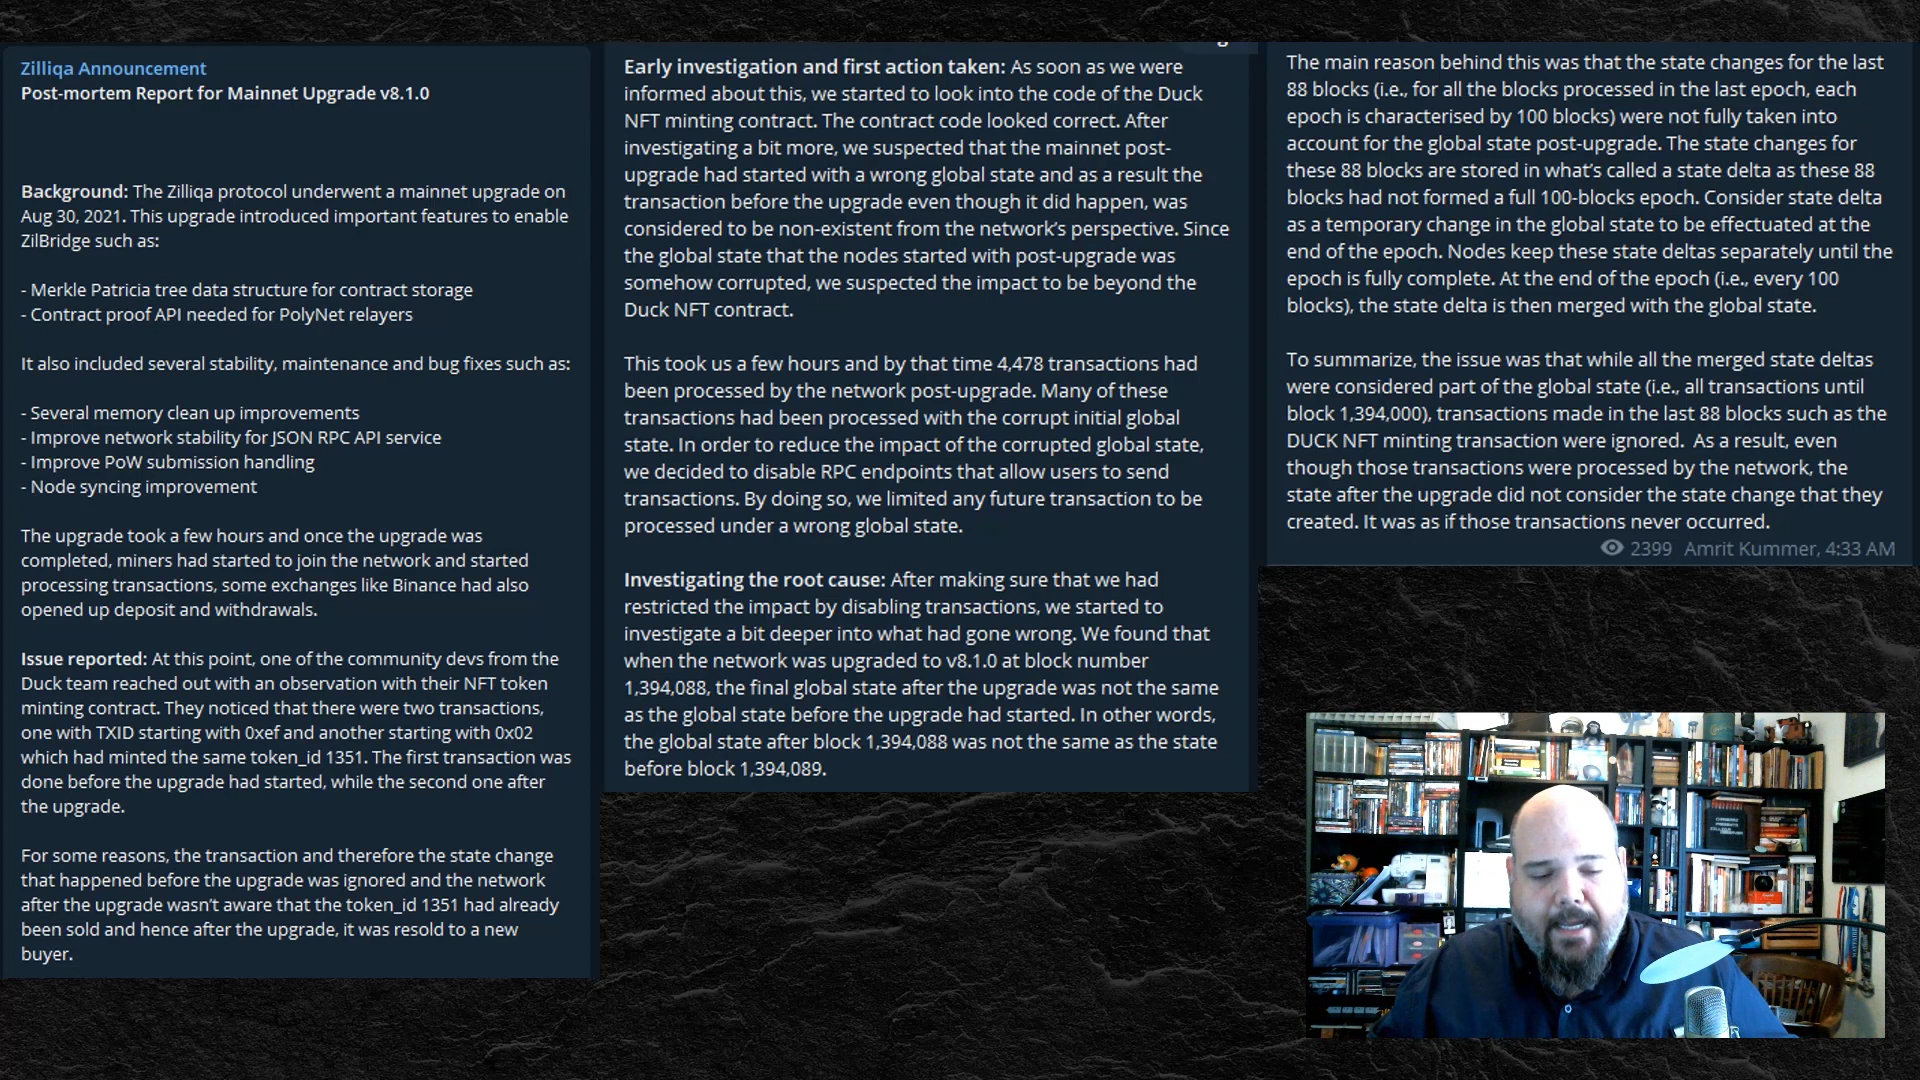 Zilliqa Announcement
Post-mortem Report for Mainnet Upgrade v8.1.0
Background: The Zilliqa protocol underwent a mainnet upgrade on
Aug 30, 2021. This upgrade introduced important features to enable
ZilBridge such as:
- Merkle Patricia tree data structure for contract storage
- Contract proof API needed for PolyNet relayers
It also included several stability, maintenance and bug fixes such as:
- Several memory clean up improvements
- Improve network stability for JSON RPC API service
- Improve PoW submission handling
- Node syncing improvement
The upgrade took a few hours and once the upgrade was
completed, miners had started to join the network and started
processing transactions, some exchanges like Binance had also
opened up deposit and withdrawals.
Issue reported: At this point, one of the community devs from the
Duck team reached out with an observation with their NFT token
minting contract. They noticed that there were two transactions,
one with TXID starting with 0xef and another starting with 0x02
which had minted the same token_id 1351. The first transaction was
done before the upgrade had started, while the second one after
the upgrade.
For some reasons, the transaction and therefore the state change
that happened before the upgrade was ignored and the network
after the upgrade wasn't aware that the token_id 1351 had already
been sold and hence after the upgrade, it was resold to a new
buyer.
Early investigation and first action taken: As soon as we were
informed about this, we started to look into the code of the Duck
NFT minting contract. The contract code looked correct. After
investigating a bit more, we suspected that the mainnet post-
upgrade had started with a wrong global state and as a result the
transaction before the upgrade even though it did happen, was
considered to be non-existent from the network's perspective. Since
the global state that the nodes started with post-upgrade was
somehow corrupted, we suspected the impact to be beyond the
Duck NFT contract.
This took us a few hours and by that time 4,478 transactions had
been processed by the network post-upgrade. Many of these
transactions had been processed with the corrupt initial global
state. In order to reduce the impact of the corrupted global state,
we decided to disable RPC endpoints that allow users to send
transactions. By doing so, we limited any future transaction to be
processed under a wrong global state.
Investigating the root cause: After making sure that we had
restricted the impact by disabling transactions, we started to
investigate a bit deeper into what had gone wrong. We found that
when the network was upgraded to v8.1.0 at block number
1,394,088, the final global state after the upgrade was not the same
as the global state before the upgrade had started. In other words,
the global state after block 1,394,088 was not the same as the state
before block 1,394,089.
The main reason behind this was that the state changes for the last
88 blocks (i.e., for all the blocks processed in the last epoch, each
epoch is characterised by 100 blocks) were not fully taken into
account for the global state post-upgrade. The state changes for
these 88 blocks are stored in what's called a state delta as these 88
blocks had not formed a full 100-blocks epoch. Consider state delta
as a temporary change in the global state to be effectuated at the
end of the epoch. Nodes keep these state deltas separately until the
epoch is fully complete. At the end of the epoch (i.e., every 100
blocks), the state delta is then merged with the global state.
To summarize, the issue was that while all the merged state deltas
were considered part of the global state (i.e., all transactions until
block 1,394,000), transactions made in the last 88 blocks such as the
DUCK NFT minting transaction were ignored. As a result, even
though those transactions were processed by the network, the
state after the upgrade did not consider the state change that they
created. It was as if those transactions never occurred.
2399 Amrit Kummer, 4:33 AM